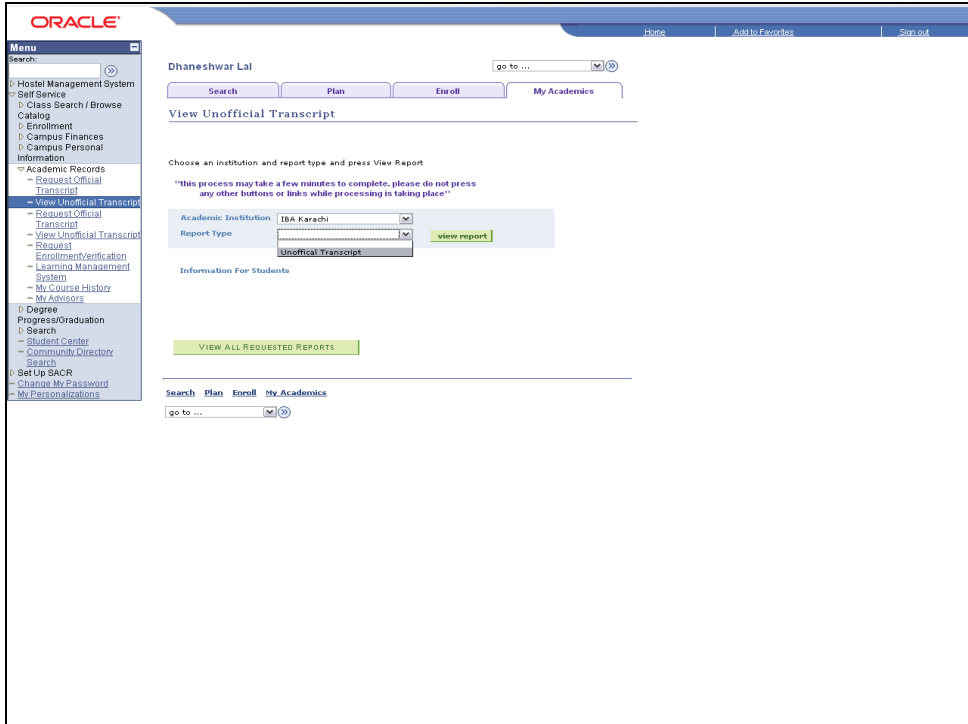 ORACLE
Home
Add to Favorites
Sign out
Menu
Search:
Hostel Management System
Self Service
Class Search / Browse
Catalog
Enrollment
Campus Finances
Campus Personal
Information
Academic Records
Request Official
Transcript
View Unofficial Transcript
Request Official
Transcript
View Unofficial Transcript
Request
EnrollmentVerification
Learning Management
System
My Course History
My Advisors
Degree
Progress/Graduation
Search
Student Center
Community Directory
Search
Set Up SACR
Change My Password
My Personalizations
Dhaneshwar Lal
go to ...
Search
Plan
Enroll
My Academics
View Unofficial Transcript
Choose an institution and report type and press View Report
"this process may take a few minutes to complete, please do not press
any other buttons or links while processing is taking place"
Academic Institution IBA Karachi
Report Type
view report
Unoffical Transcript
Information For Students
VIEW ALL REQUESTED REPORTS
Search Plan Enroll My Academics
go to ...